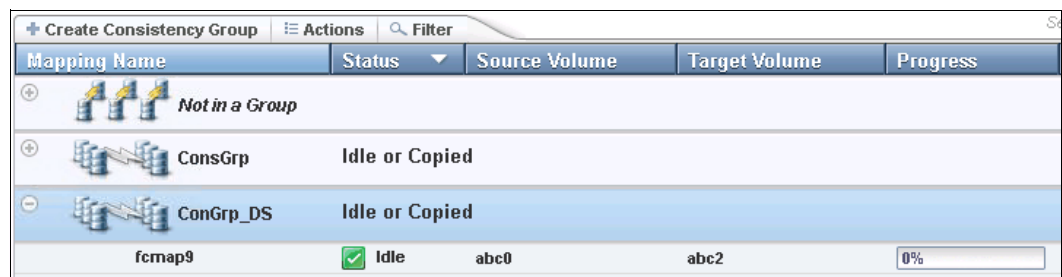 Create Consistency Group Actions Filter
Mapping Name Status Source Volume Target Volume Progress
Not in a Group
ConsGrp Idle or Copied
ConGrp_DS Idle or Copied
fcmap9 Idle abc0 abc2 0%